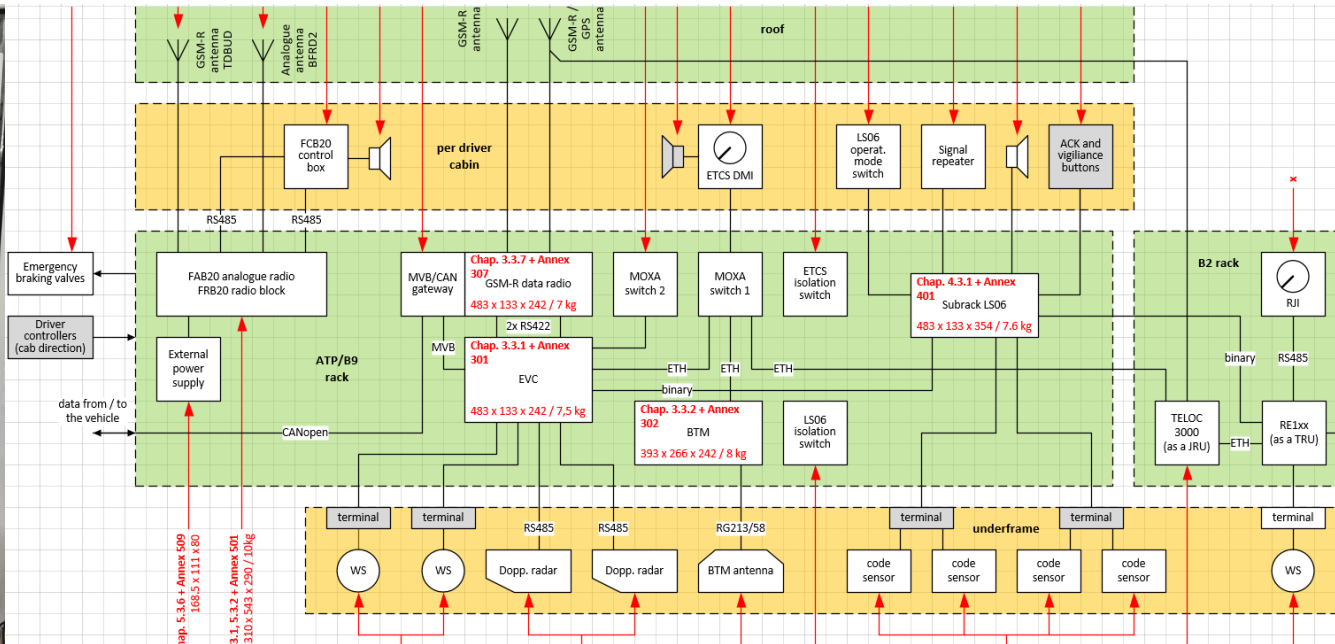 GSM-R
antenna
TDBUD
Analogue
antenna
BFRD2
GSM-R
antenna
GSM-R /
GPS
antenna
roof
FCB20
control
box
per driver
cabin
ETCS DMI
LS06
operat.
mode
switch
Signal
repeater
ACK and
vigiliance
buttons
x
RS485
RS485
Emergency
braking valves
FAB20 analogue radio
FRB20 radio block
MVB/CAN
gateway
Chap. 3.3.7 + Annex
307
GSM-R data radio
483 x 133 x 242 / 7 kg
MOXA
switch 2
MOXA
switch 1
ETCS
isolation
switch
Chap. 4.3.1 + Annex
401
Subrack LS06
483 x 133 x 354 / 7.6 kg
B2 rack
RJI
Driver
controllers
(cab direction)
2x RS422
External
power
supply
ATP/B9
rack
MVB
Chap. 3.3.1 + Annex
301
EVC
483 x 133 x 242 / 7,5 kg
ETH
ETH
ETH
binary
binary
RS485
data from / to
the vehicle
CANopen
Chap. 3.3.2 + Annex
302
BTM
393 x 266 x 242 / 8 kg
LS06
isolation
switch
TELOC
3000
(as a JRU)
ETH
RE1xx
(as a TRU)
terminal
terminal
RS485
RS485
RG213/58
terminal
underframe
terminal
terminal
WS
WS
Dopp. radar
Dopp. radar
BTM antenna
code
sensor
code
sensor
code
sensor
code
sensor
WS
hap. 5.3.6 + Annex 509
168.5 x 111 x 80
3.1, 5.3.2 + Annex 501
310 x 543 x 290 / 10kg